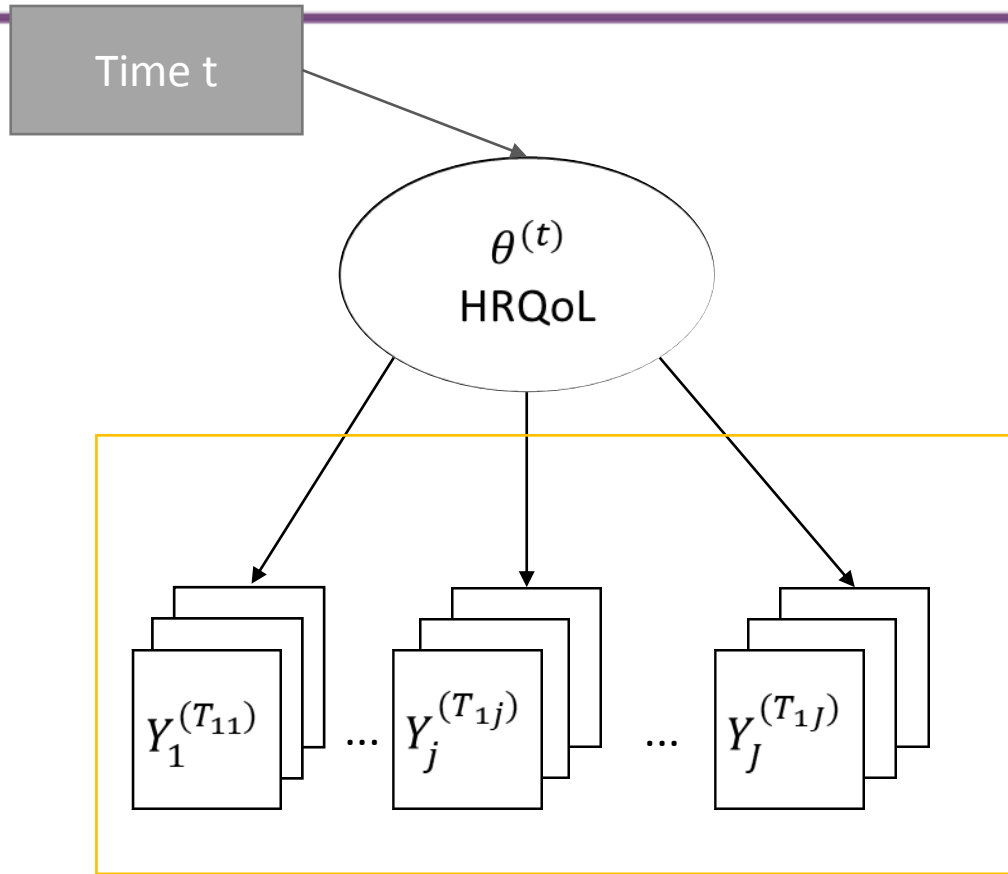 Time t
θ^(t)
HRQoL
Y_1^(T_11) ... Y_j^(T_1j) ... Y_J^(T_1J)